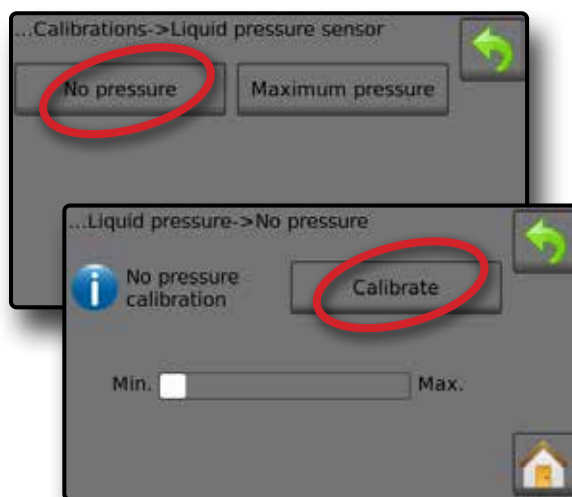 ...Calibrations->Liquid pressure sensor
No pressure Maximum pressure
...Liquid pressure->No pressure
No pressure
calibration
Calibrate
Min. Max.